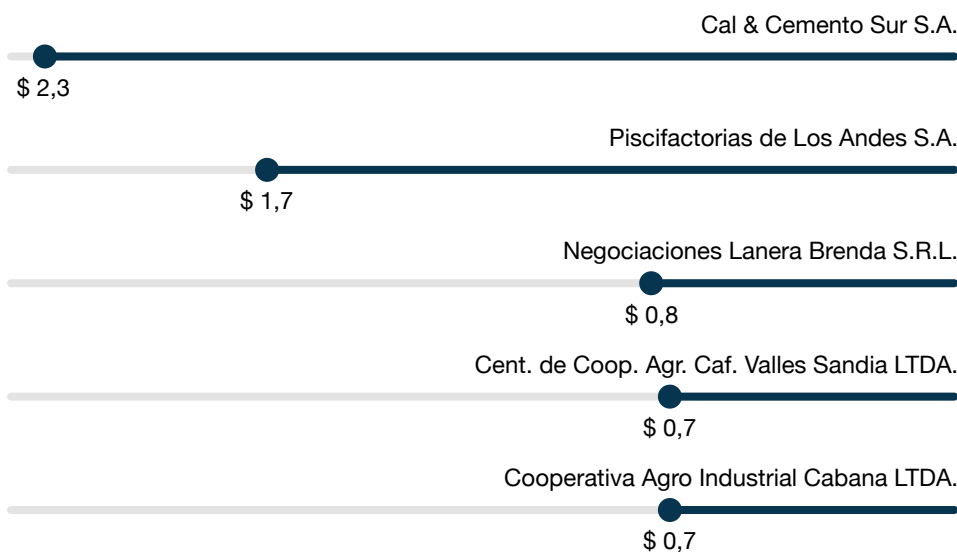 Cal & Cemento Sur S.A.
$ 2,3
Piscifactorias de Los Andes S.A.
$ 1,7
Negociaciones Lanera Brenda S.R.L.
$ 0,8
Cent. de Coop. Agr. Caf. Valles Sandia LTDA.
$ 0,7
Cooperativa Agro Industrial Cabana LTDA.
$ 0,7